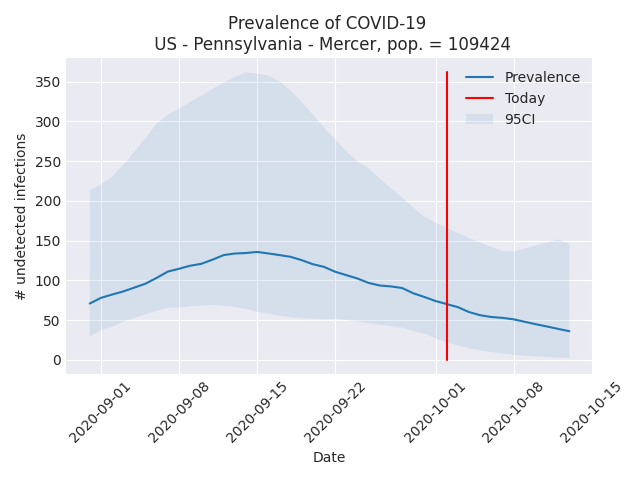 Prevalence of COVID-19
US - Pennsylvania - Mercer, pop. = 109424
Prevalence
Today
95CI
# undetected infections
350
300
250
200
150
100
50
0
2020-09-01
2020-09-08
2020-09-15
2020-09-22
2020-10-01
2020-10-08
2020-10-15
Date